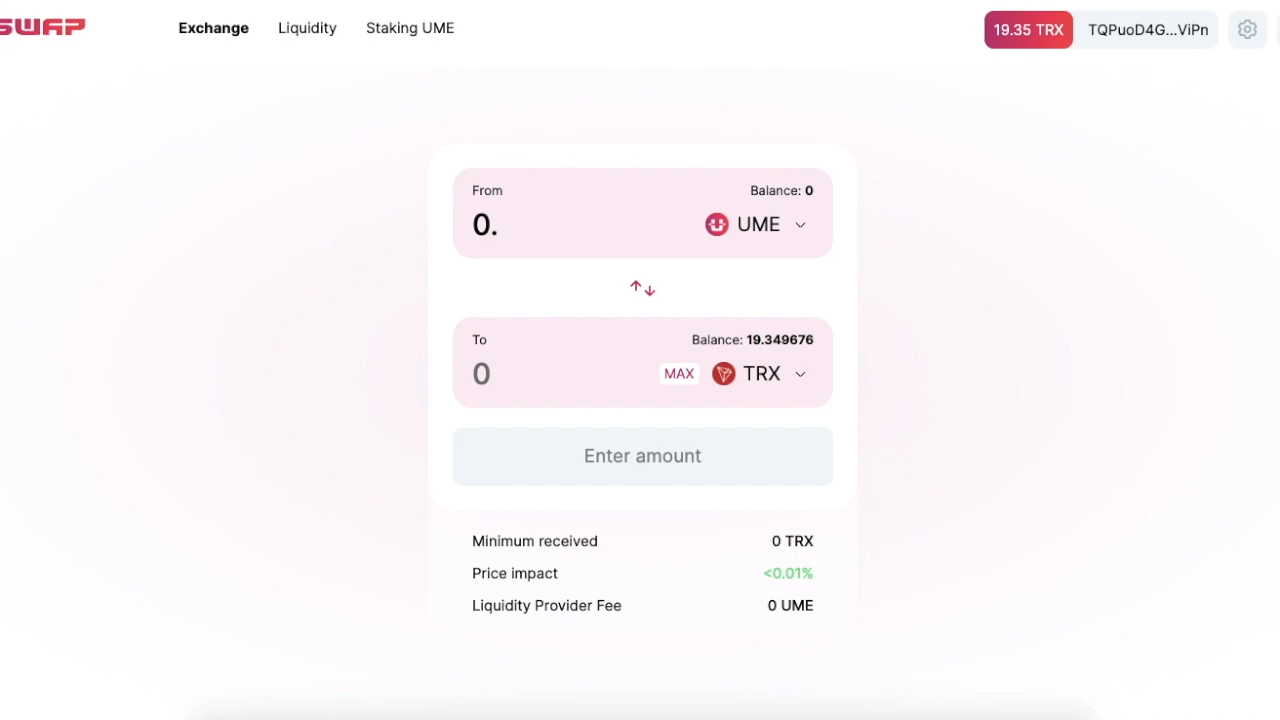 SWAP
Exchange Liquidity Staking UME
19.35 TRX TQPuoD4G...ViPn
From Balance: 0
0. UME
To Balance: 19.349676
0 MAX TRX
Enter amount
Minimum received 0 TRX
Price impact <0.01%
Liquidity Provider Fee 0 UME